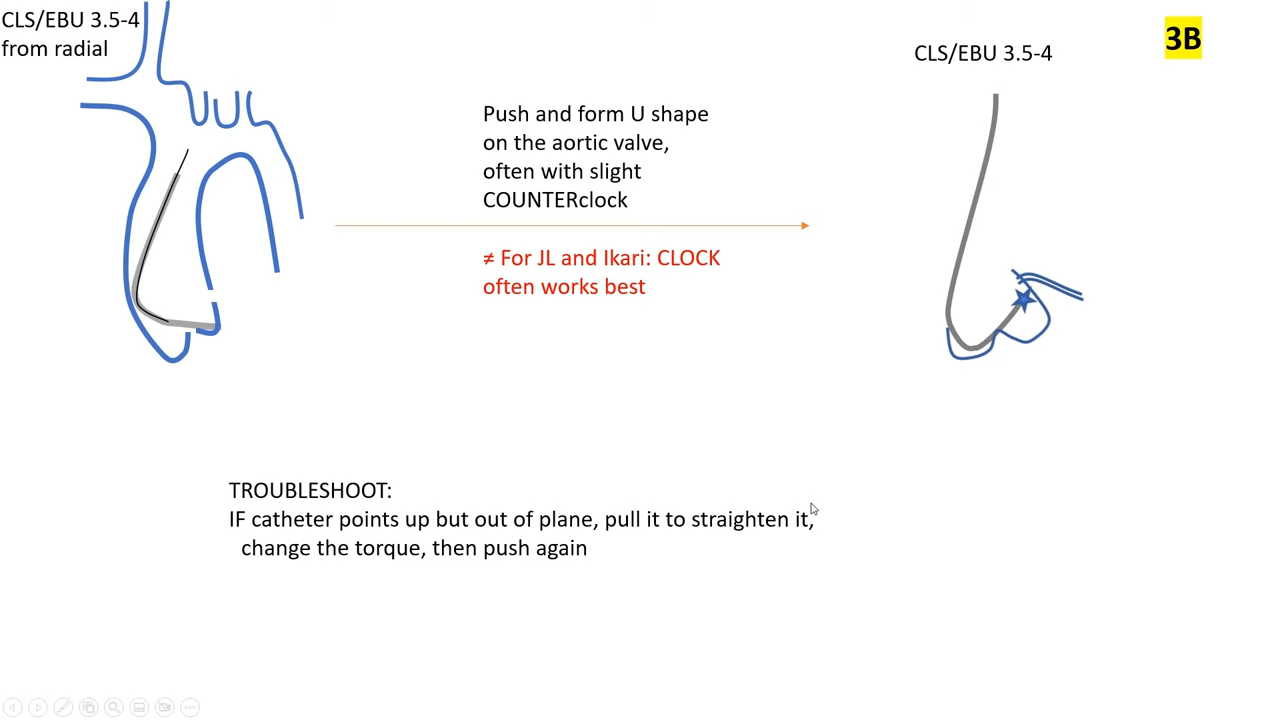 CLS/EBU 3.5-4
from radial
3B
CLS/EBU 3.5-4
Push and form U shape
on the aortic valve,
often with slight
COUNTERclock
≠ For JL and Ikari: CLOCK
often works best
TROUBLESHOOT:
IF catheter points up but out of plane, pull it to straighten it,
change the torque, then push again